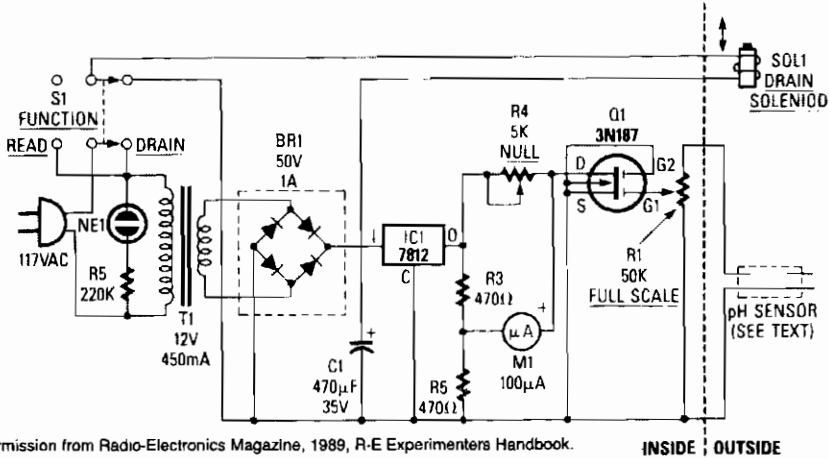 S1
FUNCTION
READ
DRAIN
117VAC
NE1
R5
220K
T1
12V
450mA
BR1
50V
1A
C1
470µF
35V
+
I
IC1
7812
O
C
R4
5K
NULL
R3
470Ω
R5
470Ω
+
µA
M1
100µA
Q1
3N187
D
S
G2
G1
R1
50K
FULL SCALE
SOL1
DRAIN
SOLENIOD
pH SENSOR
(SEE TEXT)
rmission from Radio-Electronics Magazine, 1989, R-E Experimenters Handbook.
INSIDE OUTSIDE